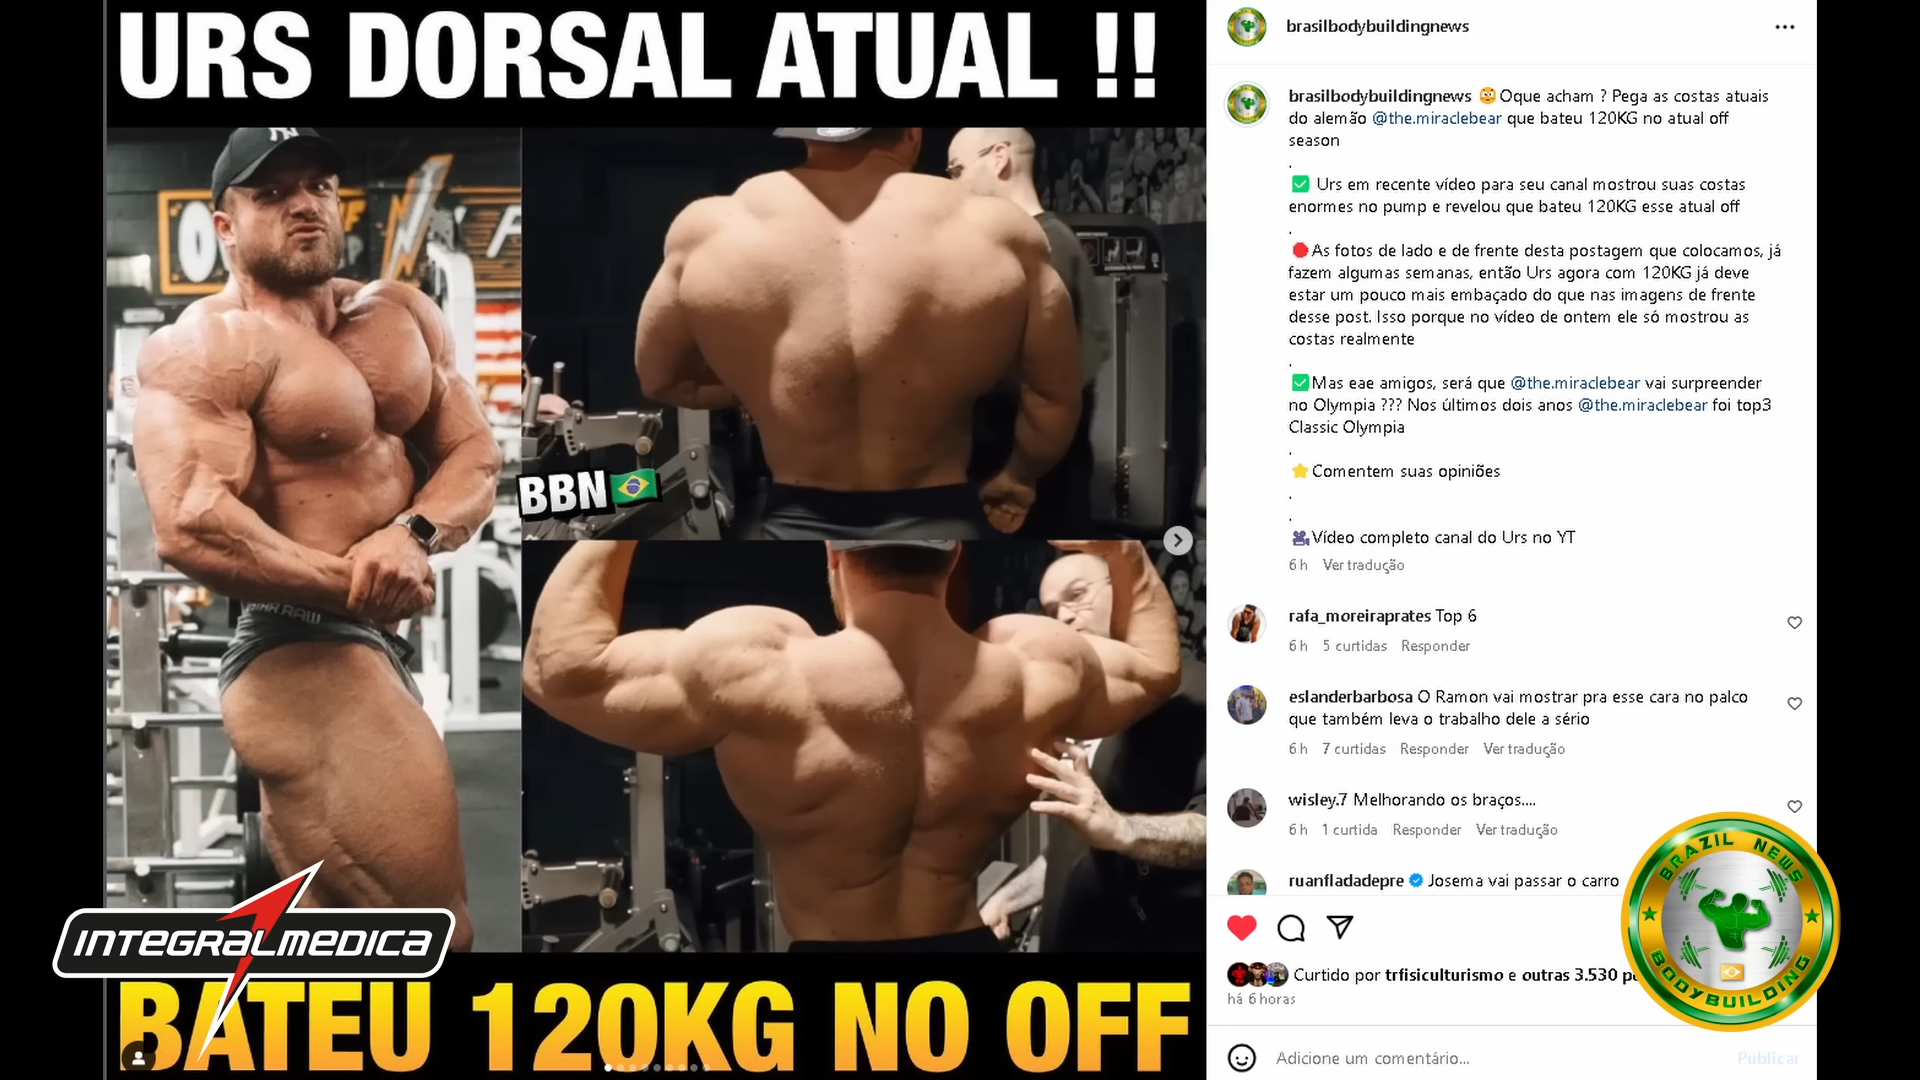 URS DORSAL ATUAL !!
NY
BBN
INTEGRALMEDICA
BATEU 120KG NO OFF
brasilbodybuildingnews
brasilbodybuildingnews 🙄Oque acham ? Pega as costas atuais
do alemão @the.miraclebear que bateu 120KG no atual off
season
.
✅ Urs em recente vídeo para seu canal mostrou suas costas
enormes no pump e revelou que bateu 120KG esse atual off
.
🛑As fotos de lado e de frente desta postagem que colocamos, já
fazem algumas semanas, então Urs agora com 120KG já deve
estar um pouco mais embaçado do que nas imagens de frente
desse post. Isso porque no vídeo de ontem ele só mostrou as
costas realmente
.
✅Mas eae amigos, será que @the.miraclebear vai surpreender
no Olympia ??? Nos últimos dois anos @the.miraclebear foi top3
Classic Olympia
.
⭐Comentem suas opiniões
.
.
🎥Vídeo completo canal do Urs no YT
6 h Ver tradução
rafa_moreiraprates Top 6
6 h 5 curtidas Responder
eslanderbarbosa O Ramon vai mostrar pra esse cara no palco
que também leva o trabalho dele a sério
6 h 7 curtidas Responder Ver tradução
wisley.7 Melhorando os braços....
6 h 1 curtida Responder Ver tradução
ruanfladadepre Josema vai passar o carro
BRAZIL NEWS
BODYBUILDING
Curtido por trfisiculturismo e outras 3.530
há 6 horas
Adicione um comentário...
Publicar